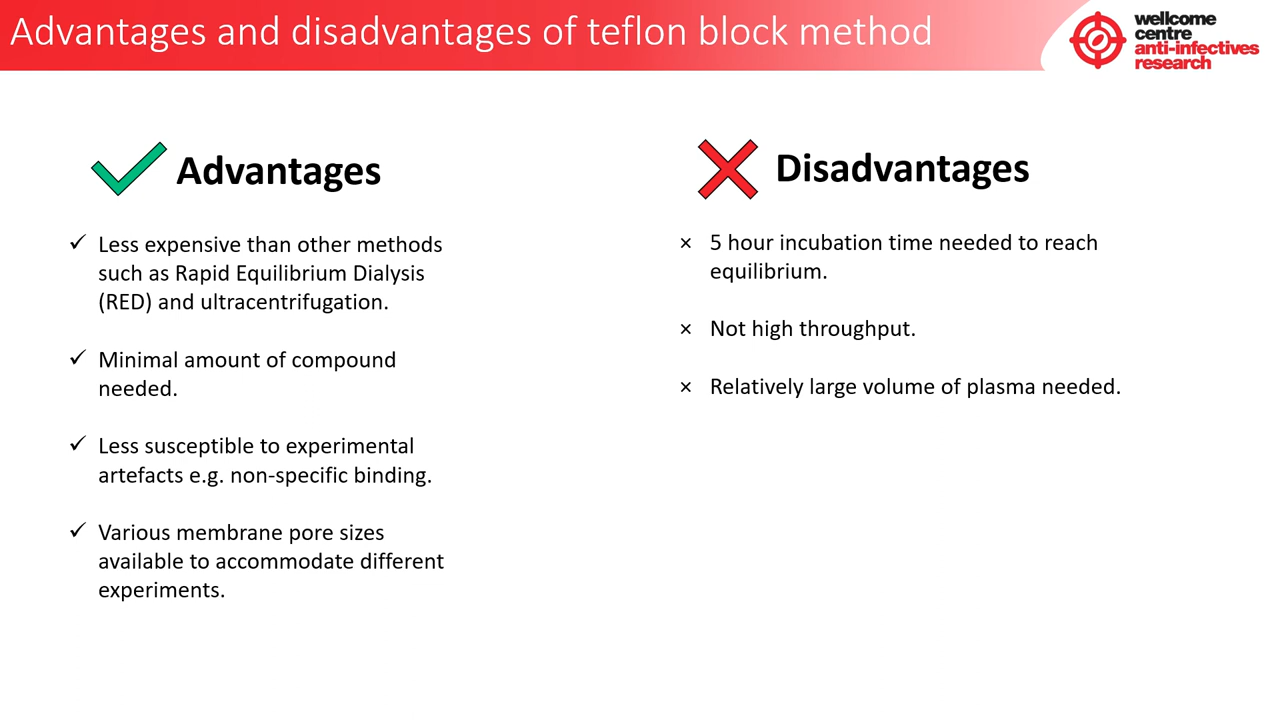 Advantages and disadvantages of teflon block method
wellcome
centre
anti-infectives
research
Advantages
✓ Less expensive than other methods
such as Rapid Equilibrium Dialysis
(RED) and ultracentrifugation.
✓ Minimal amount of compound
needed.
✓ Less susceptible to experimental
artefacts e.g. non-specific binding.
✓ Various membrane pore sizes
available to accommodate different
experiments.
Disadvantages
× 5 hour incubation time needed to reach
equilibrium.
× Not high throughput.
× Relatively large volume of plasma needed.